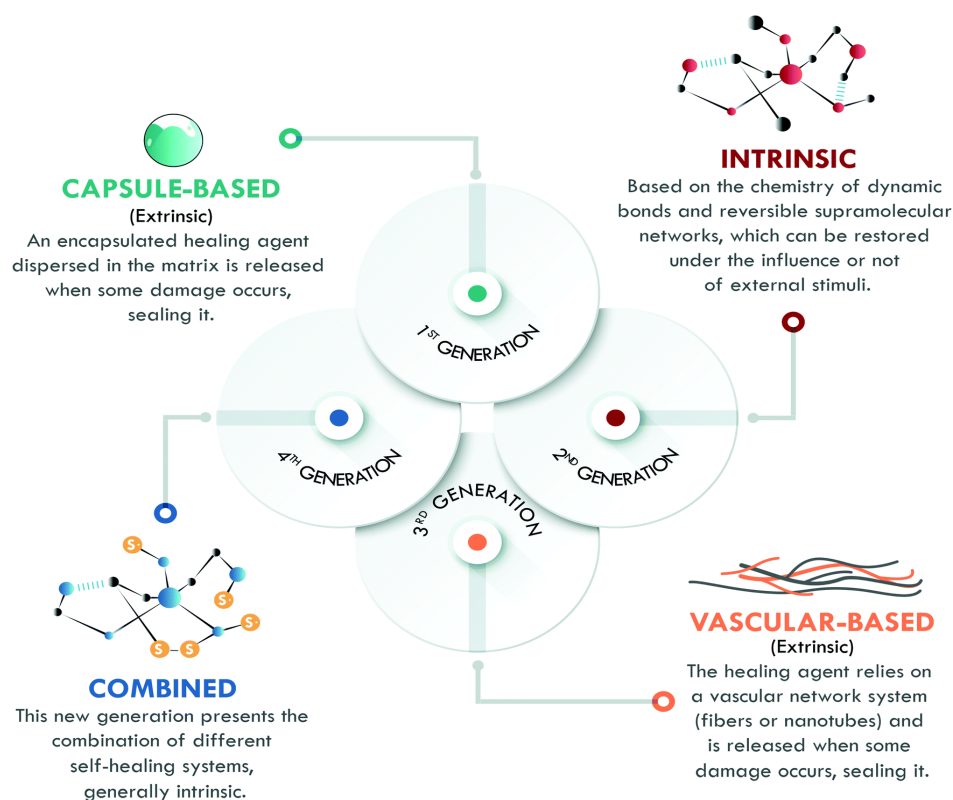 CAPSULE-BASED
(Extrinsic)
An encapsulated healing agent
dispersed in the matrix is released
when some damage occurs,
sealing it.
INTRINSIC
Based on the chemistry of dynamic
bonds and reversible supramolecular
networks, which can be restored
under the influence or not
of external stimuli.
1ST GENERATION
4TH GENERATION
2ND GENERATION
3RD GENERATION
S·
S·
S·
S–S
COMBINED
This new generation presents the
combination of different
self-healing systems,
generally intrinsic.
VASCULAR-BASED
(Extrinsic)
The healing agent relies on
a vascular network system
(fibers or nanotubes) and
is released when some
damage occurs, sealing it.